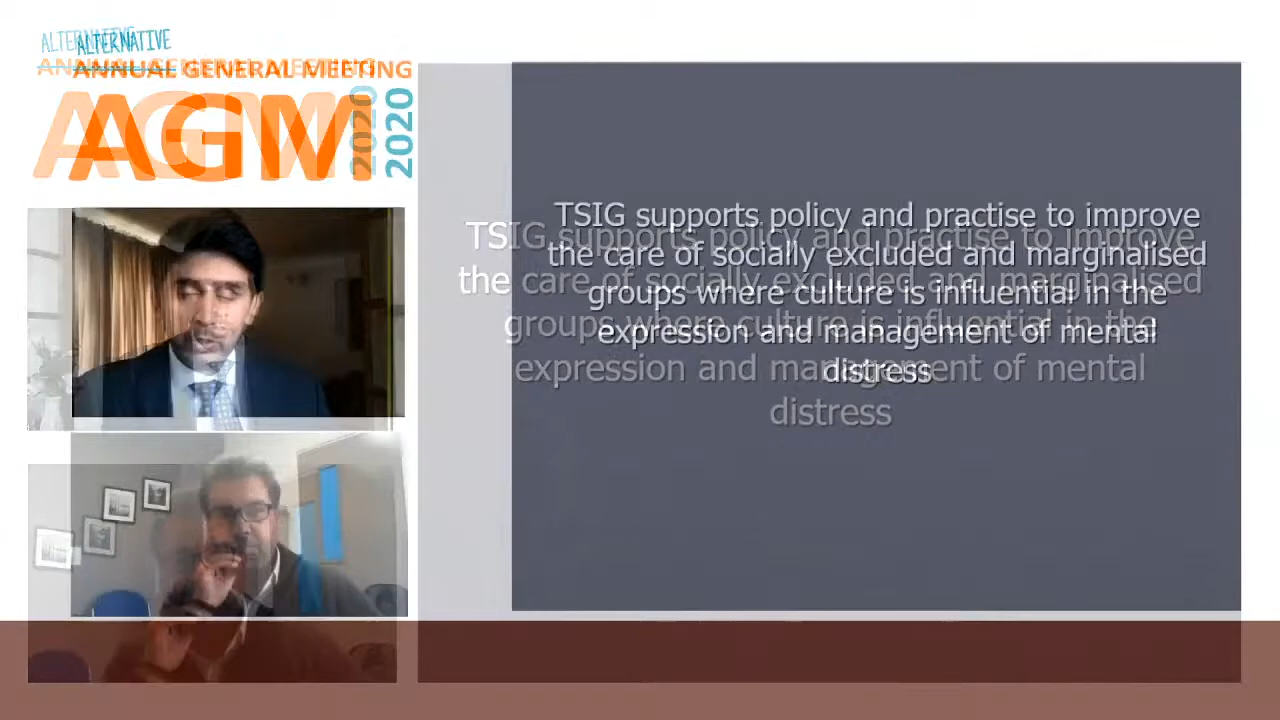 ALTERNATIVE
ANNUAL GENERAL MEETING
AGM 2020
TSIG supports policy and practise to improve
the care of socially excluded and marginalised
groups where culture is influential in the
expression and management of mental
distress